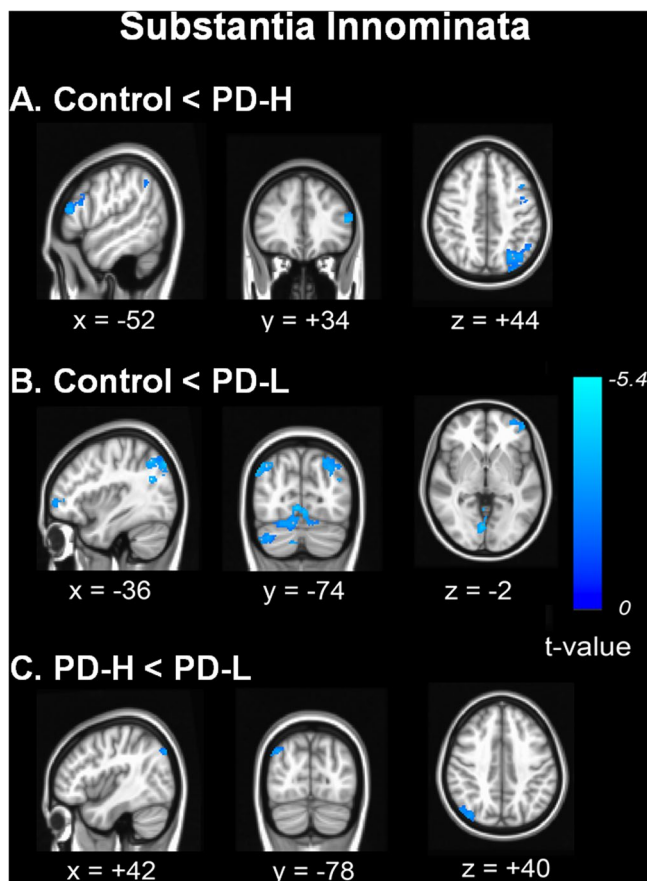 Substantia Innominata
A. Control < PD-H
x = -52
y = +34
z = +44
B. Control < PD-L
-5.4
x = -36
y = -74
z = -2
0
t-value
C. PD-H < PD-L
x = +42
y = -78
z = +40